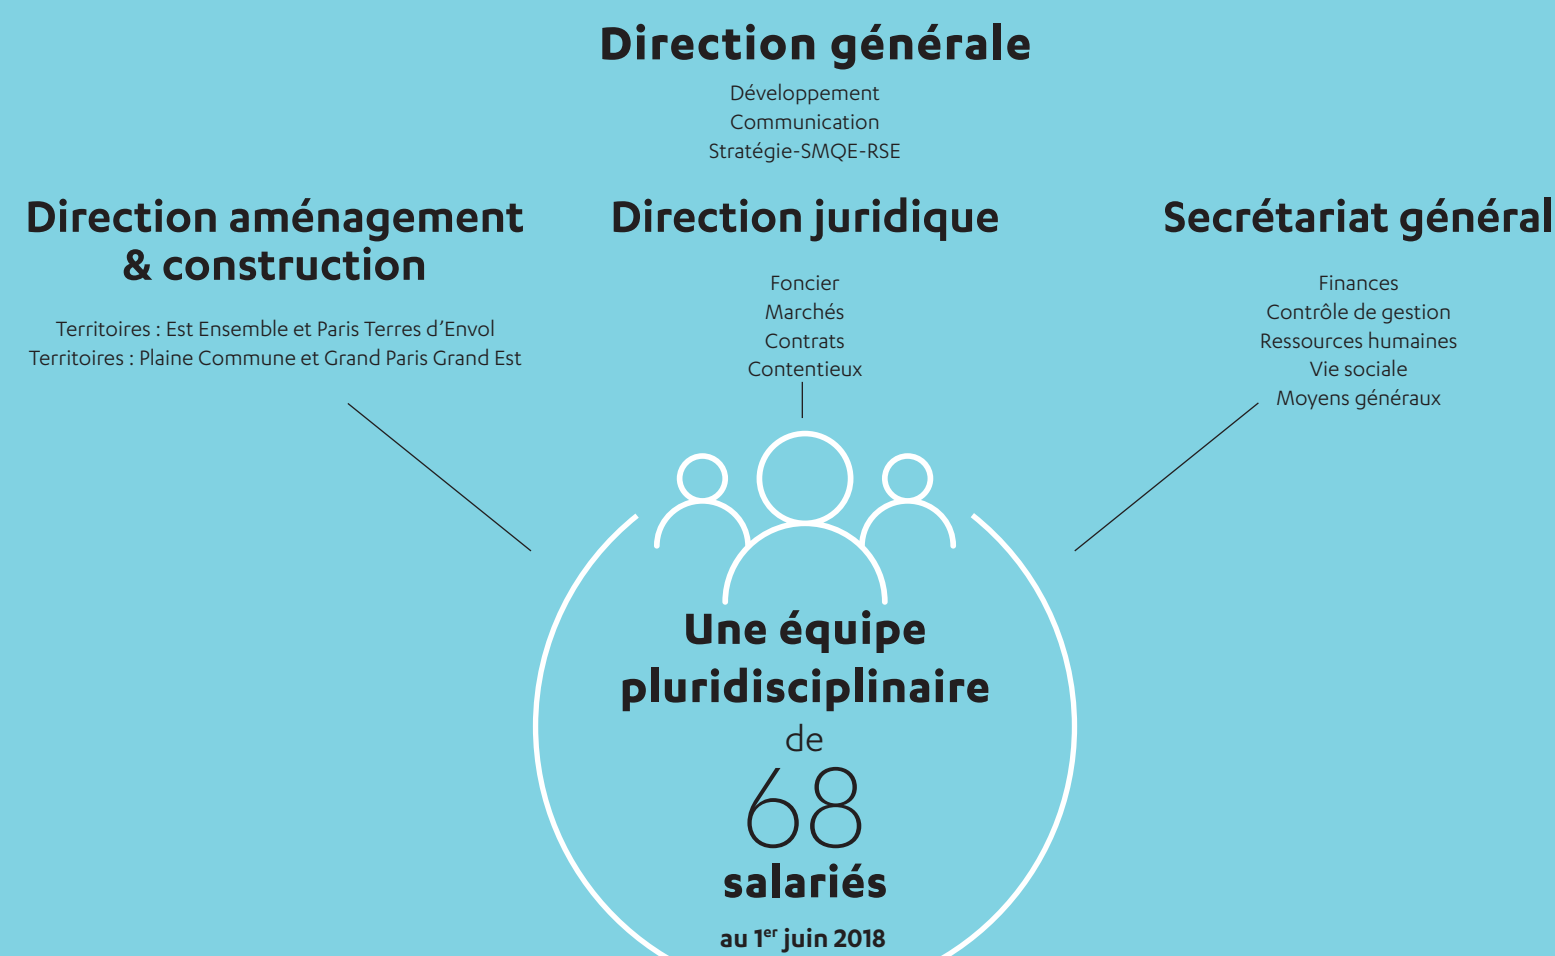 Direction générale
Développement
Communication
Stratégie-SMQE-RSE
Direction aménagement
& construction
Territoires : Est Ensemble et Paris Terres d’Envol
Territoires : Plaine Commune et Grand Paris Grand Est
Direction juridique
Foncier
Marchés
Contrats
Contentieux
Secrétariat général
Finances
Contrôle de gestion
Ressources humaines
Vie sociale
Moyens généraux
Une équipe
pluridisciplinaire
de
68
salariés
au 1er juin 2018